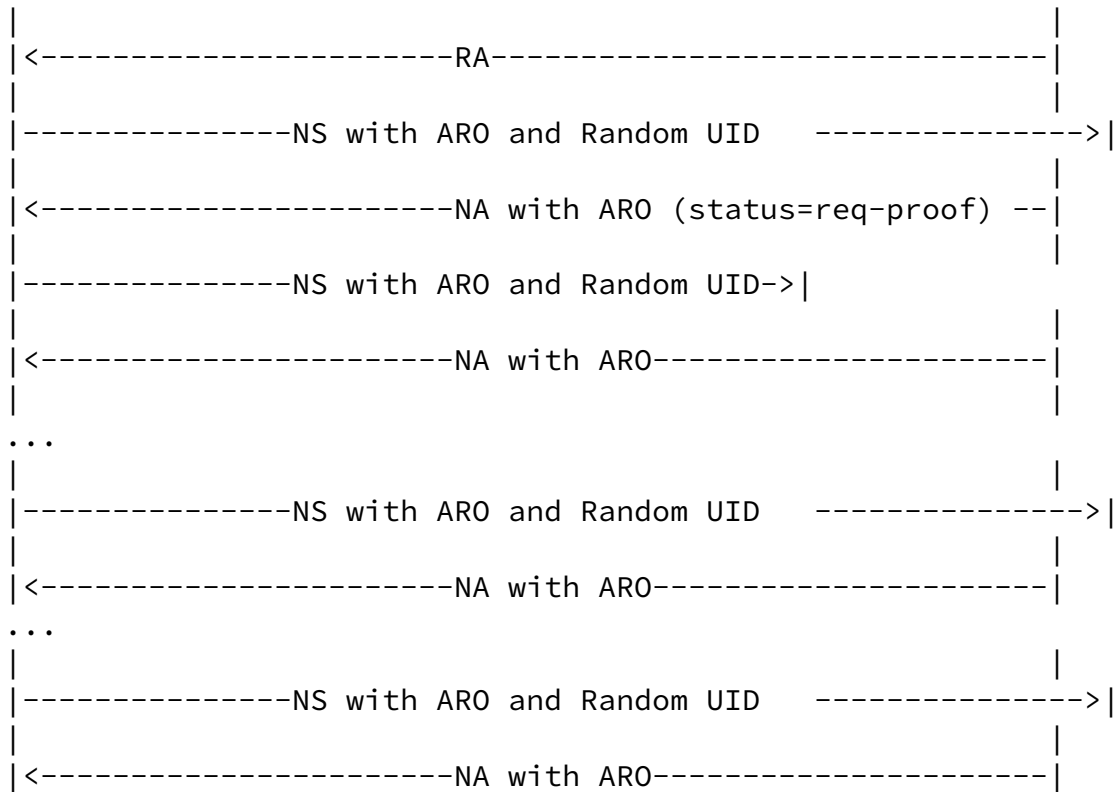 |                                                         |
|<-----------------------RA-------------------------------|
|                                                         |
|---------------NS with ARO and Random UID   --------------->|
|                                                         |
|<-----------------------NA with ARO (status=req-proof) --|
|                                                         |
|---------------NS with ARO and Random UID->|
|                                                         |
|<-----------------------NA with ARO----------------------|
|                                                         |
...
|                                                         |
|---------------NS with ARO and Random UID   --------------->|
|                                                         |
|<-----------------------NA with ARO----------------------|
...
|                                                         |
|---------------NS with ARO and Random UID   --------------->|
|                                                         |
|<-----------------------NA with ARO----------------------|